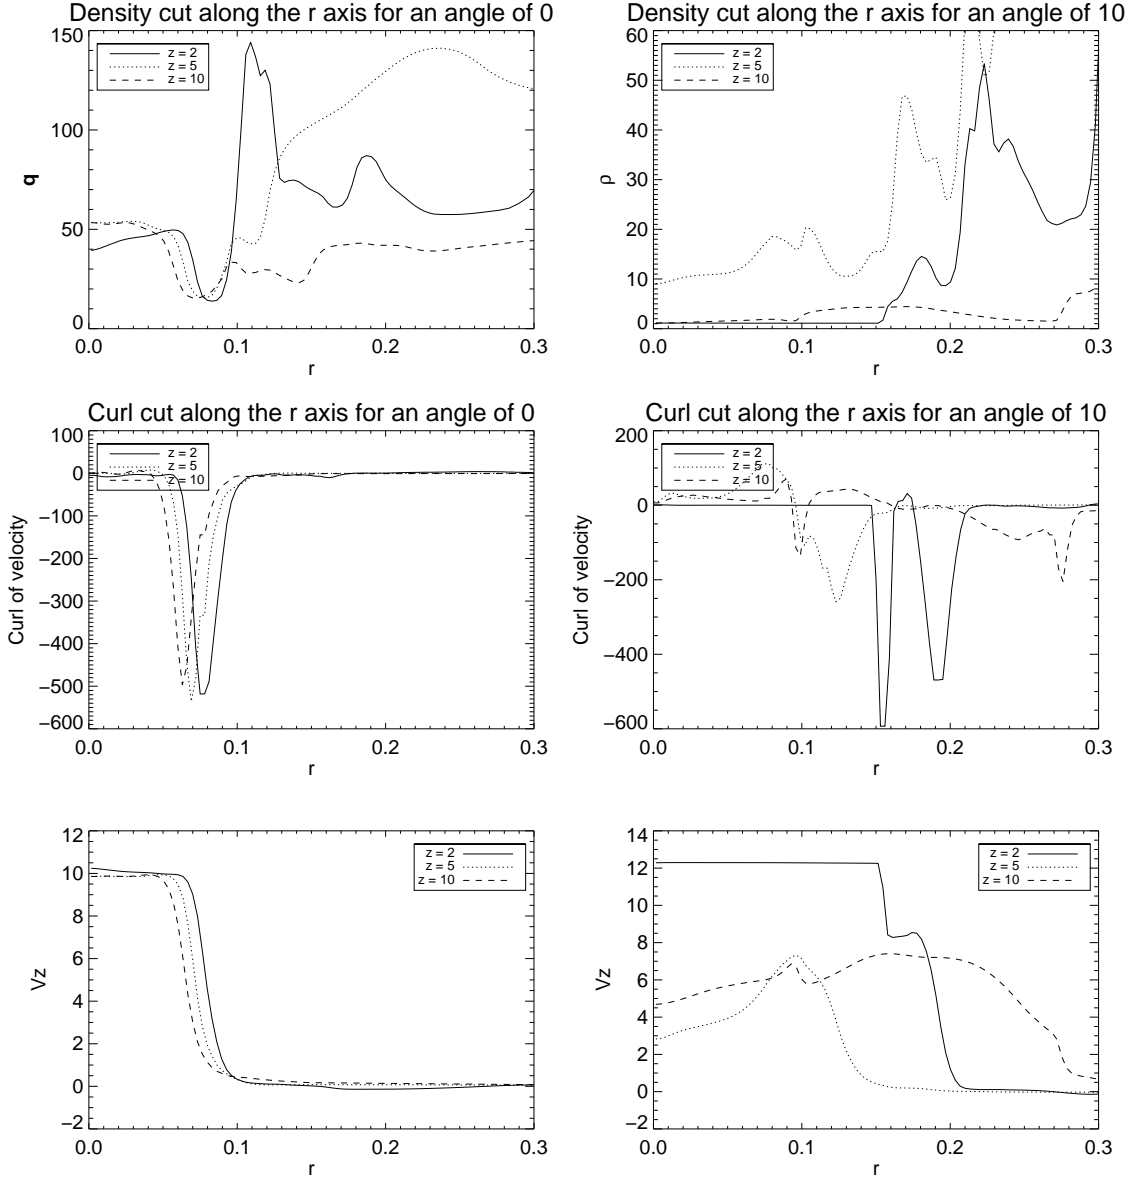 Density cut along the r axis for an angle of 0
150
100
50
0
q
z = 2
z = 5
z = 10
0.0
0.1
0.2
0.3
r
Density cut along the r axis for an angle of 10
60
50
40
30
20
10
0
ρ
z = 2
z = 5
z = 10
0.0
0.1
0.2
0.3
r
Curl cut along the r axis for an angle of 0
100
0
−100
−200
−300
−400
−500
−600
Curl of velocity
z = 2
z = 5
z = 10
0.0
0.1
0.2
0.3
r
Curl cut along the r axis for an angle of 10
200
0
−200
−400
−600
Curl of velocity
z = 2
z = 5
z = 10
0.0
0.1
0.2
0.3
r
12
10
8
6
4
2
0
−2
Vz
z = 2
z = 5
z = 10
0.0
0.1
0.2
0.3
r
14
12
10
8
6
4
2
0
−2
Vz
z = 2
z = 5
z = 10
0.0
0.1
0.2
0.3
r